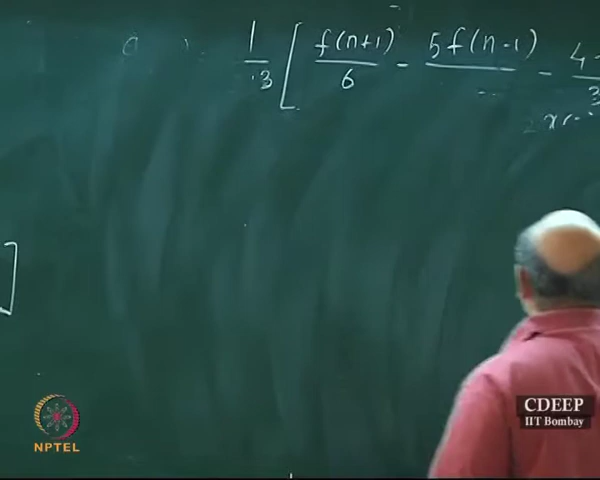 1/3 [ f(n+1)/6 - 5f(n-1) - 4
]
NPTEL
CDEEP
IIT Bombay